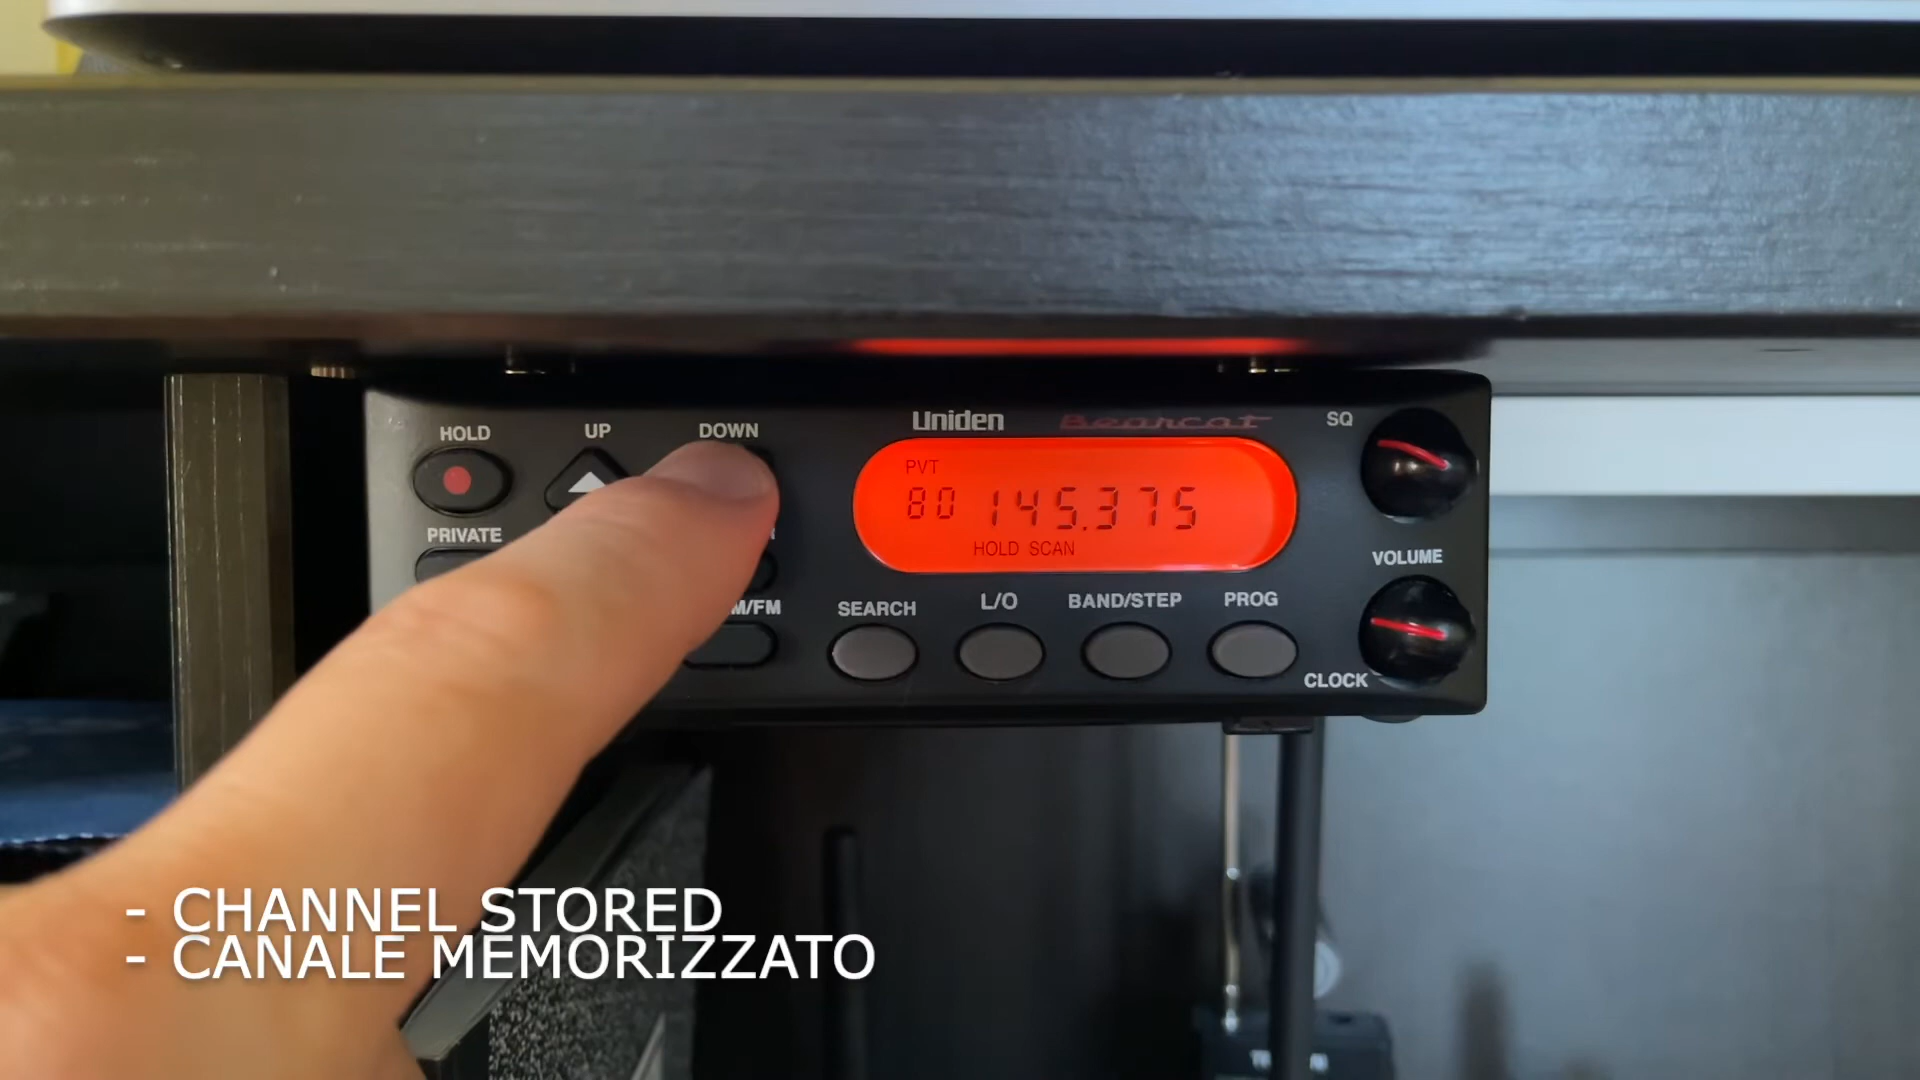 Uniden Bearcat
HOLD UP DOWN
SQ
PVT
80 145.375
HOLD SCAN
PRIVATE
VOLUME
M/FM
SEARCH L/O BAND/STEP PROG
CLOCK
- CHANNEL STORED
- CANALE MEMORIZZATO